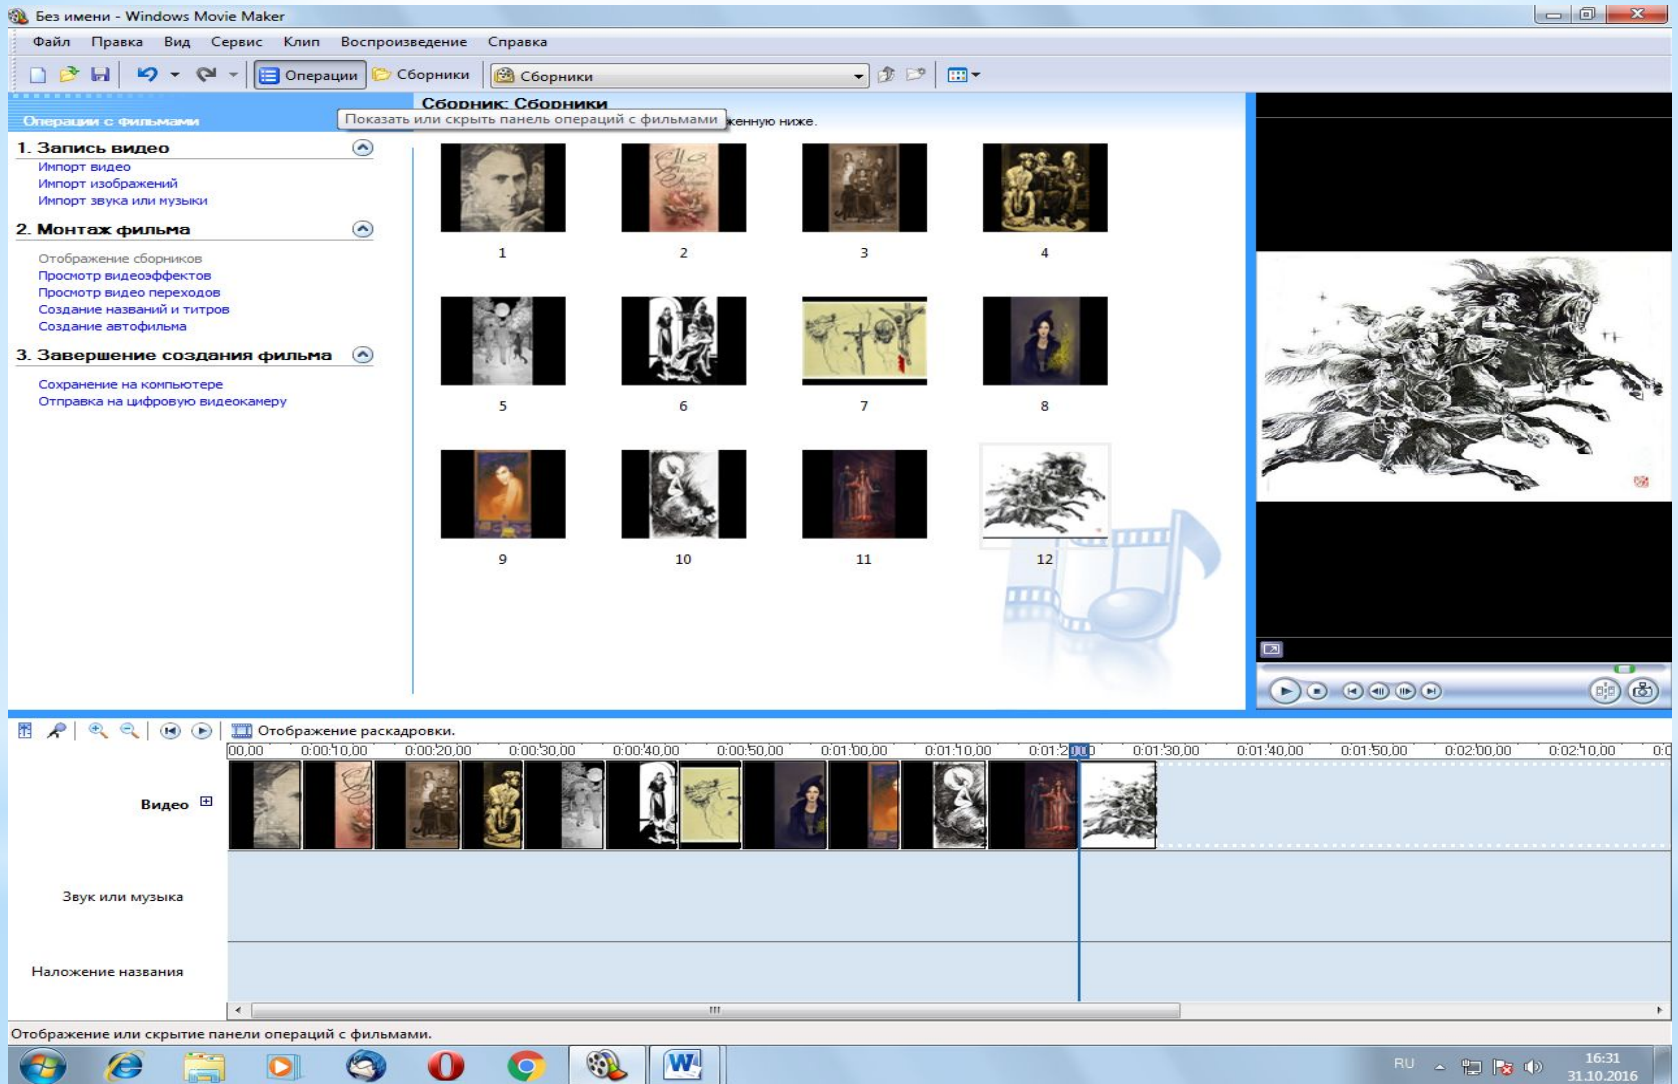 Без имени - Windows Movie Maker
Файл Правка Вид Сервис Клип Воспроизведение Справка
Операции Сборники Сборники
Операции с фильмами
Сборник: Сборники
Показать или скрыть панель операций с фильмами
женную ниже.
1. Запись видео
Импорт видео
Импорт изображений
Импорт звука или музыки
2. Монтаж фильма
Отображение сборников
Просмотр видеоэффектов
Просмотр видео переходов
Создание названий и титров
Создание автофильма
3. Завершение создания фильма
Сохранение на компьютере
Отправка на цифровую видеокамеру
1 2 3 4
5 6 7 8
9 10 11 12
Отображение раскадровки.
00,00 0:00:10,00 0:00:20,00 0:00:30,00 0:00:40,00 0:00:50,00 0:01:00,00 0:01:10,00 0:01:2 0:01:30,00 0:01:40,00 0:01:50,00 0:02:00,00 0:02:10,00
Видео
Звук или музыка
Наложение названия
Отображение или скрытие панели операций с фильмами.
RU 16:31
31.10.2016